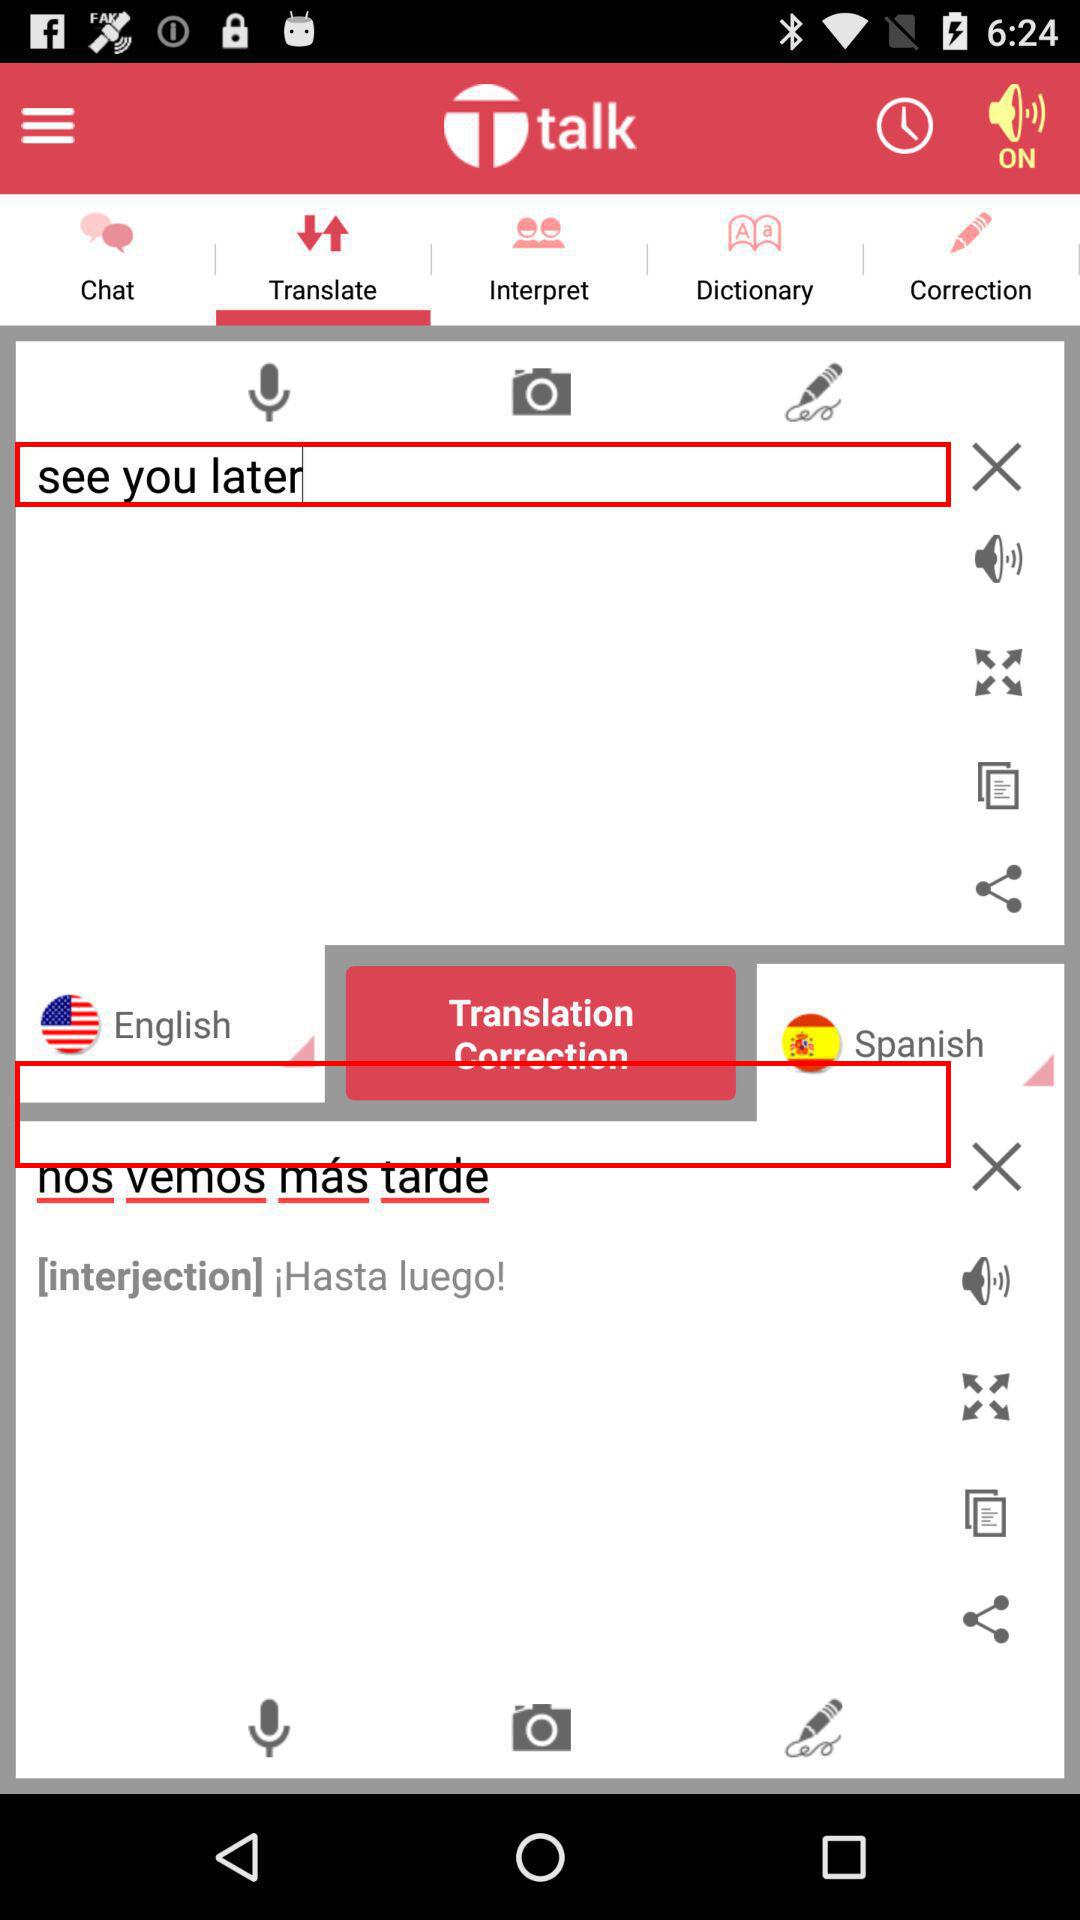 FAK
6:24
T talk
ON
Chat
Translate
Interpret
Dictionary
Correction
see you later
English
Translation
Correction
Spanish
nos vemos más tarde
[interjection] ¡Hasta luego!